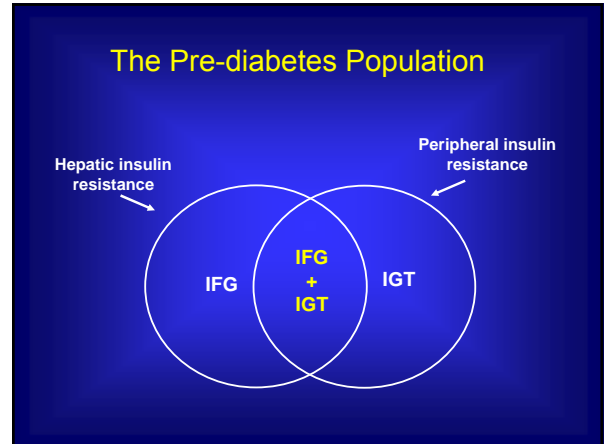 The Pre-diabetes Population
Hepatic insulin
resistance
Peripheral insulin
resistance
IFG
IFG
+
IGT
IGT